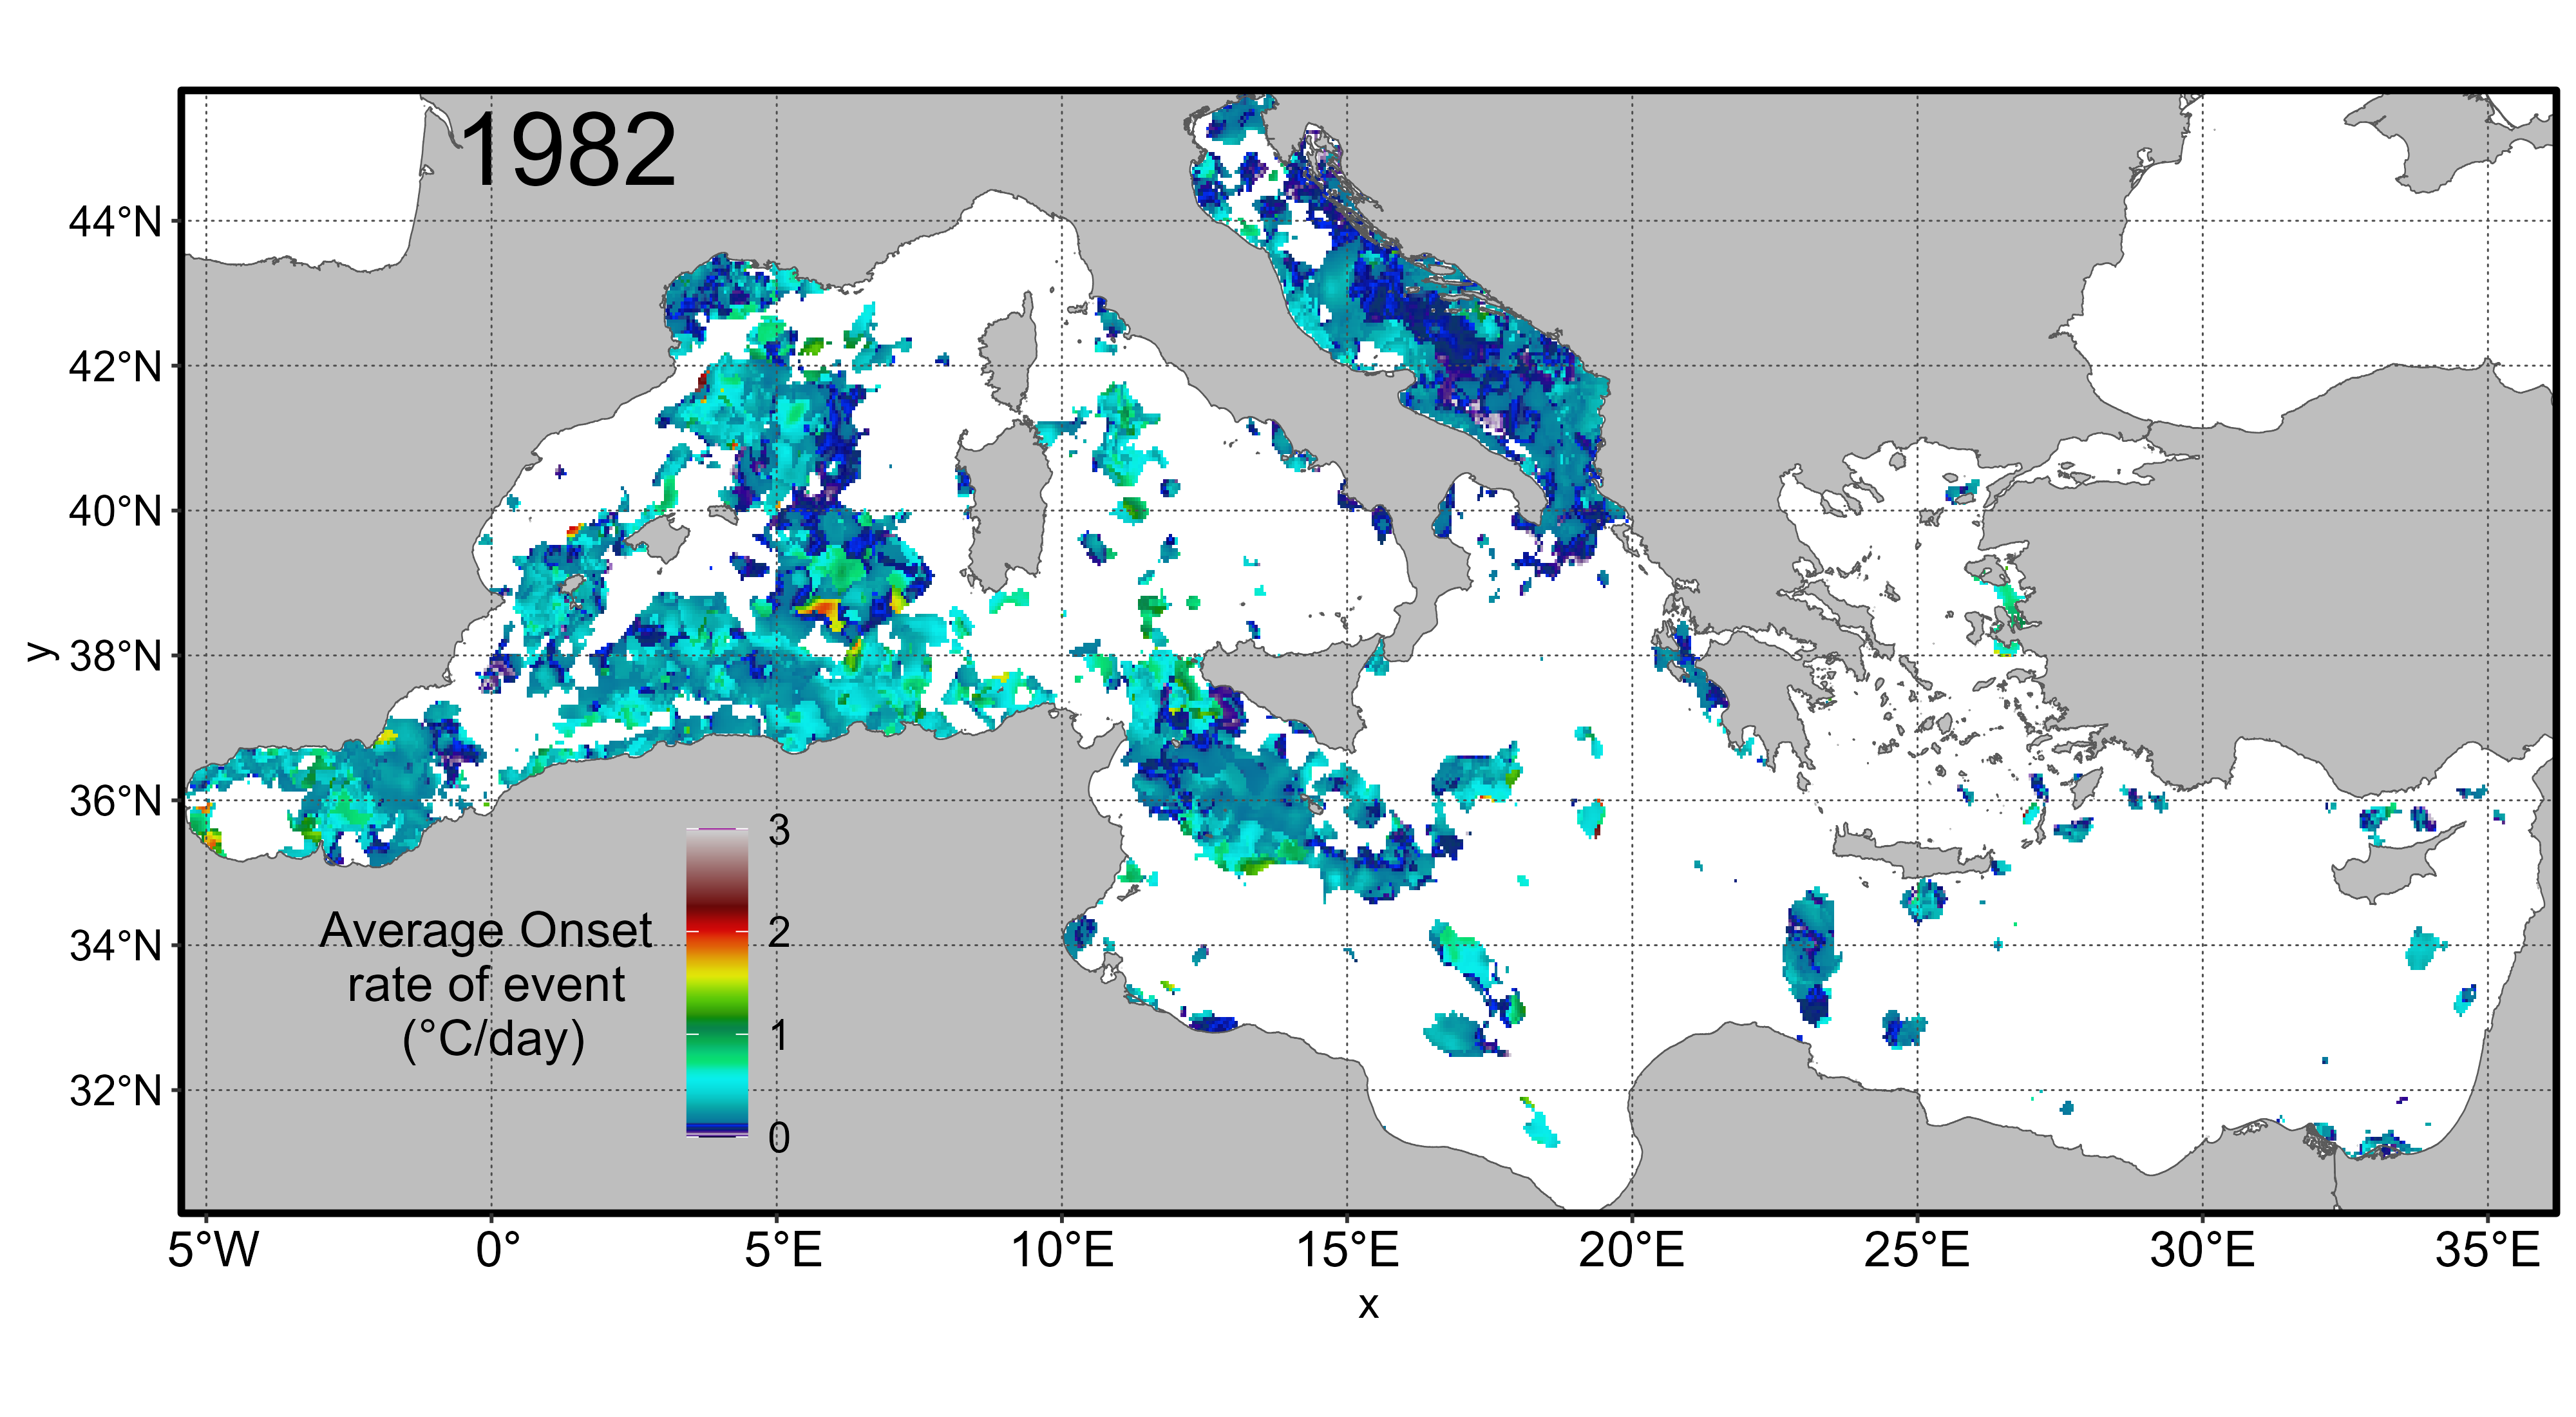 1982
44°N
42°N
40°N
38°N
36°N
34°N
32°N
y
3
2
1
0
Average Onset
rate of event
(°C/day)
5°W 0° 5°E 10°E 15°E 20°E 25°E 30°E 35°E
x